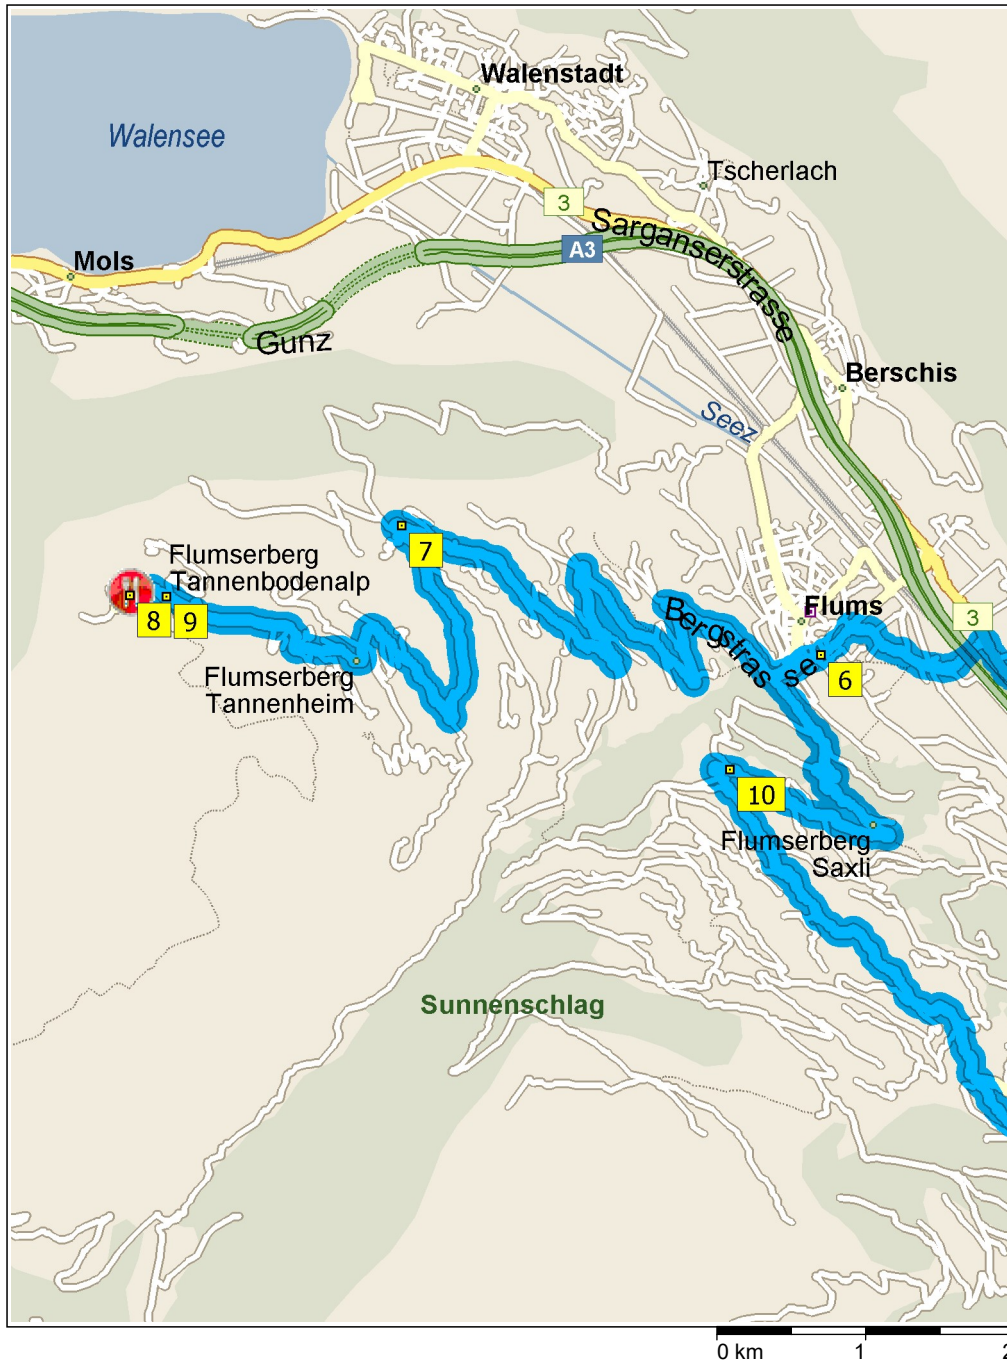 Walenstadt
Walensee
Tscherlach
3
Sarganserstrasse
A3
Mols
Gunz
Berschis
Seez
7
Flumserberg
Tannenbodenalp
8
9
Flums
Bergstrasse
3
6
Flumserberg
Tannenheim
10
Flumserberg
Saxli
Sunnenschlag
0 km
1
2